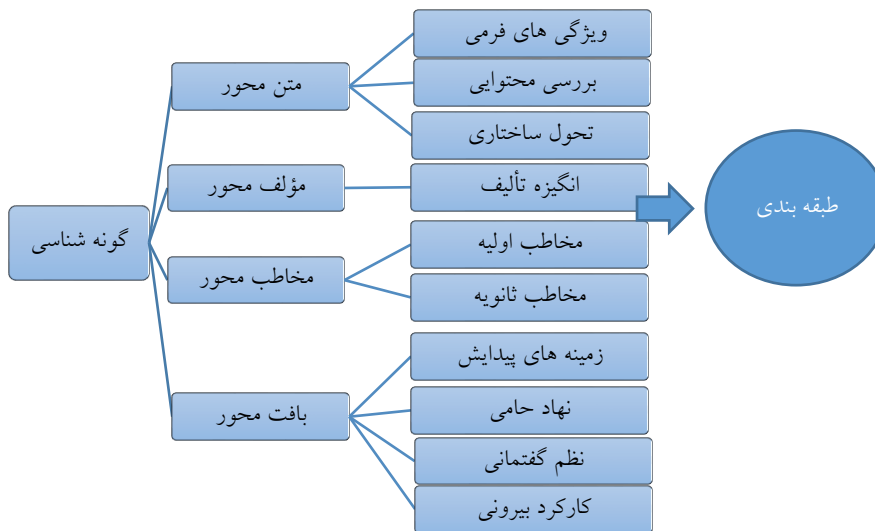 گونه شناسی
متن محور
ویژگی های فرمی
بررسی محتوایی
تحول ساختاری
مؤلف محور
انگیزه تألیف
مخاطب محور
مخاطب اولیه
مخاطب ثانویه
بافت محور
زمینه های پیدایش
نهاد حامی
نظم گفتمانی
کارکرد بیرونی
طبقه بندی